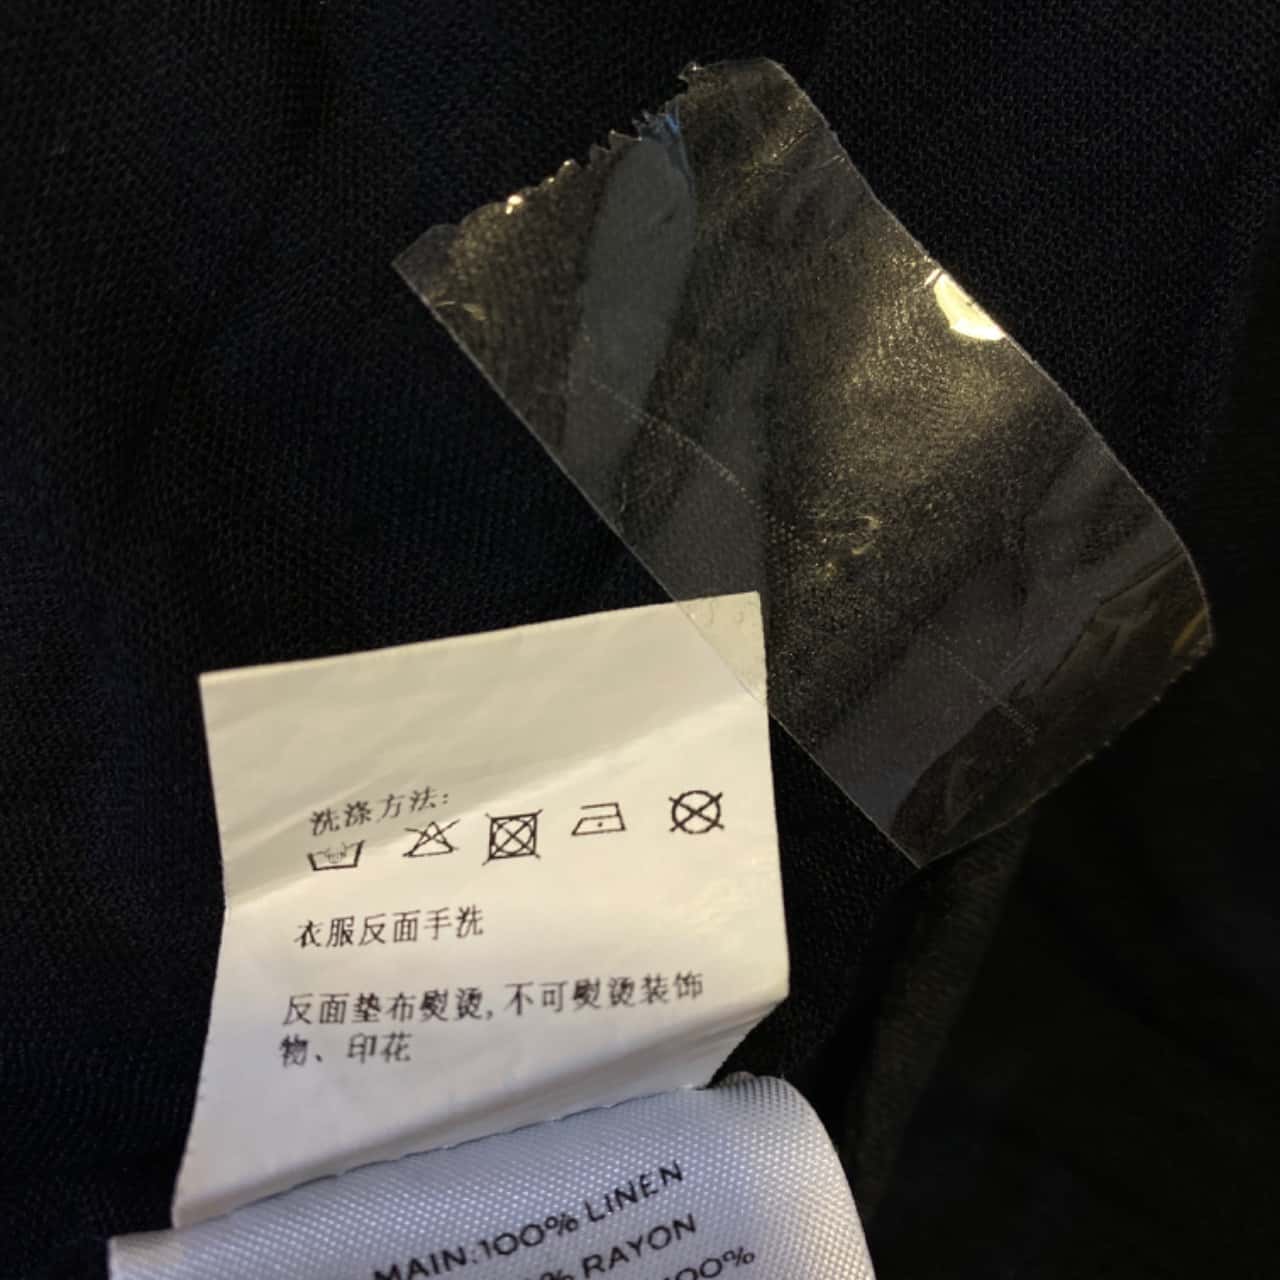 洗涤方法:
衣服反面手洗
反面垫布熨烫,不可熨烫装饰
物、印花
MAIN:100% LINEN
% RAYON
100%